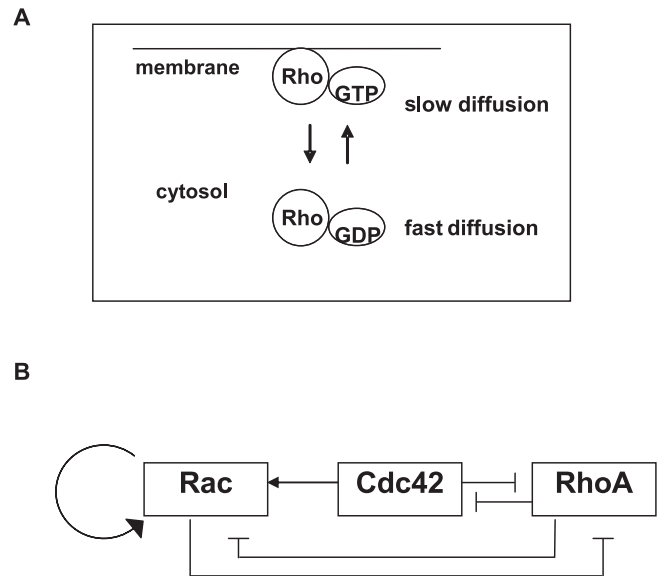 A
membrane
Rho
GTP
slow diffusion
cytosol
Rho
GDP
fast diffusion
B
Rac
Cdc42
RhoA